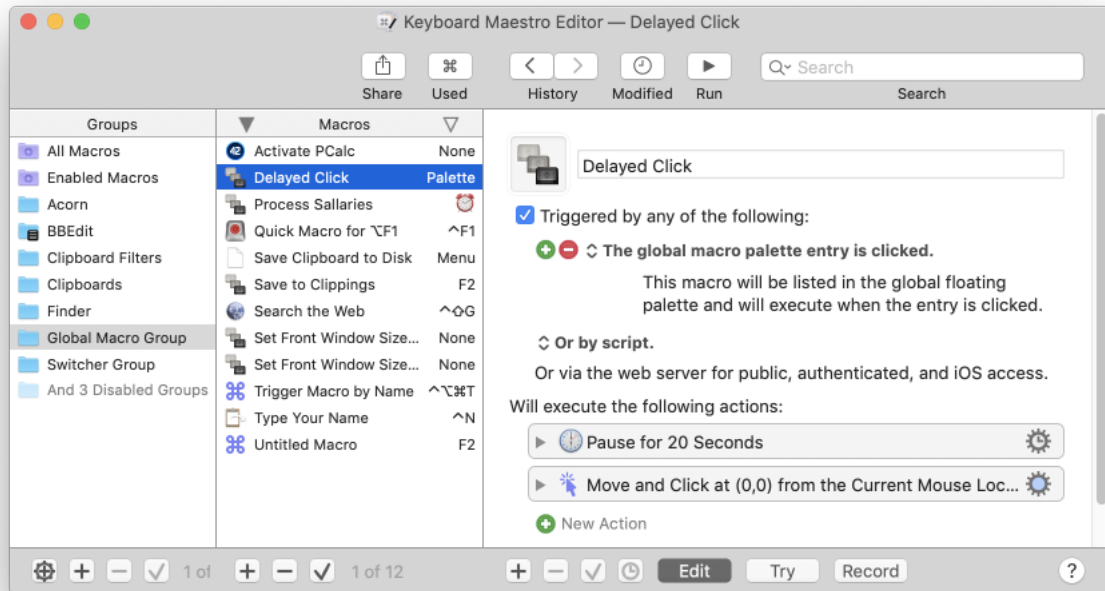 Keyboard Maestro Editor — Delayed Click
Share
Used
History
Modified
Run
Search
Search
Groups
All Macros
Enabled Macros
Acorn
BBEdit
Clipboard Filters
Clipboards
Finder
Global Macro Group
Switcher Group
And 3 Disabled Groups
Macros
Activate PCalc None
Delayed Click Palette
Process Sallaries
Quick Macro for ⌥F1 ^F1
Save Clipboard to Disk Menu
Save to Clippings F2
Search the Web ^⇧G
Set Front Window Size... None
Set Front Window Size... None
Trigger Macro by Name ^⌥⌘T
Type Your Name ^N
Untitled Macro F2
Delayed Click
Triggered by any of the following:
The global macro palette entry is clicked.
This macro will be listed in the global floating
palette and will execute when the entry is clicked.
Or by script.
Or via the web server for public, authenticated, and iOS access.
Will execute the following actions:
Pause for 20 Seconds
Move and Click at (0,0) from the Current Mouse Loc...
New Action
1 of
1 of 12
Edit
Try
Record
?